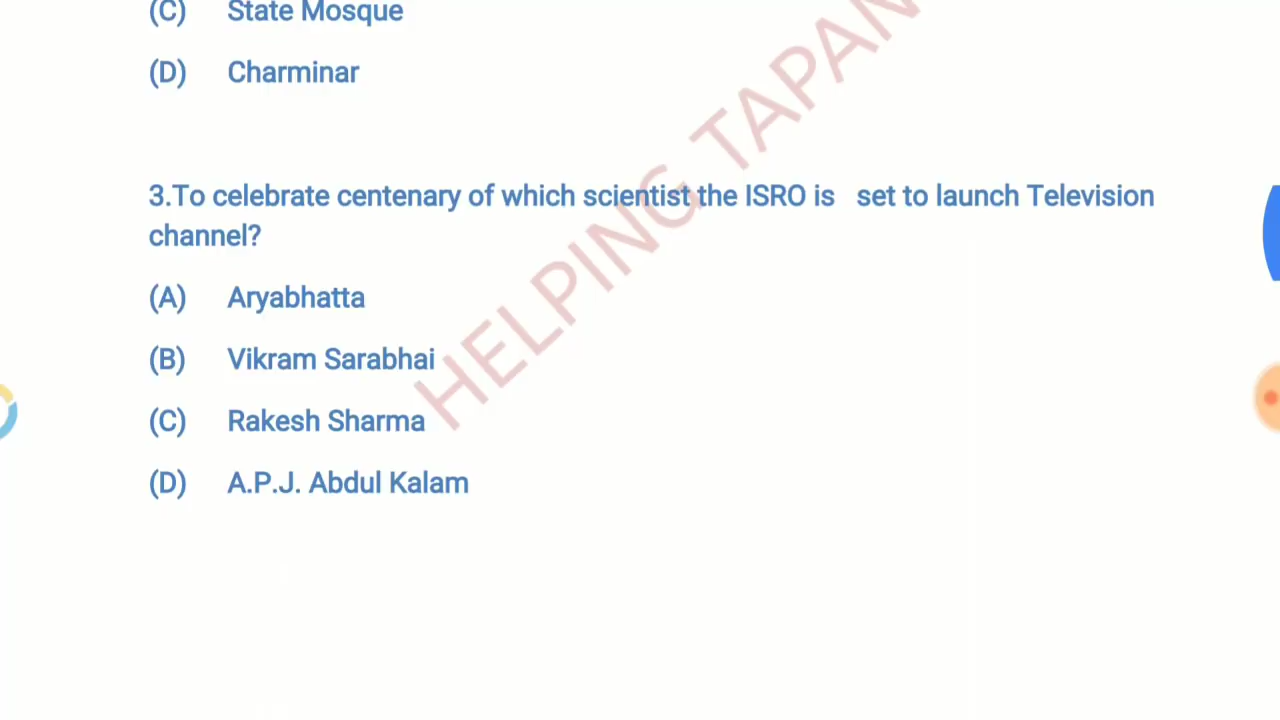 (C) State Mosque
(D) Charminar
3.To celebrate centenary of which scientist the ISRO is set to launch Television
channel?
(A) Aryabhatta
(B) Vikram Sarabhai
(C) Rakesh Sharma
(D) A.P.J. Abdul Kalam
HELPING TAPAN